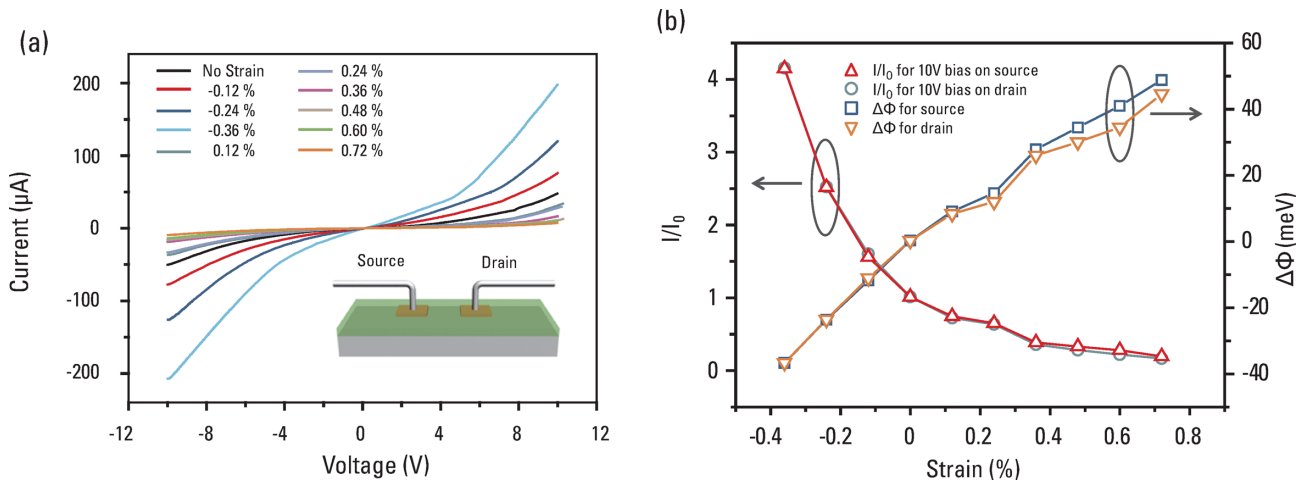 (a)
200
100
0
-100
-200
Current (µA)
No Strain
-0.12 %
-0.24 %
-0.36 %
0.12 %
0.24 %
0.36 %
0.48 %
0.60 %
0.72 %
Source
Drain
-12
-8
-4
0
4
8
12
Voltage (V)
(b)
4
3
2
1
0
I/I0
I/I0 for 10V bias on source
I/I0 for 10V bias on drain
ΔΦ for source
ΔΦ for drain
60
40
20
0
-20
-40
ΔΦ (meV)
-0.4
-0.2
0
0.2
0.4
0.6
0.8
Strain (%)